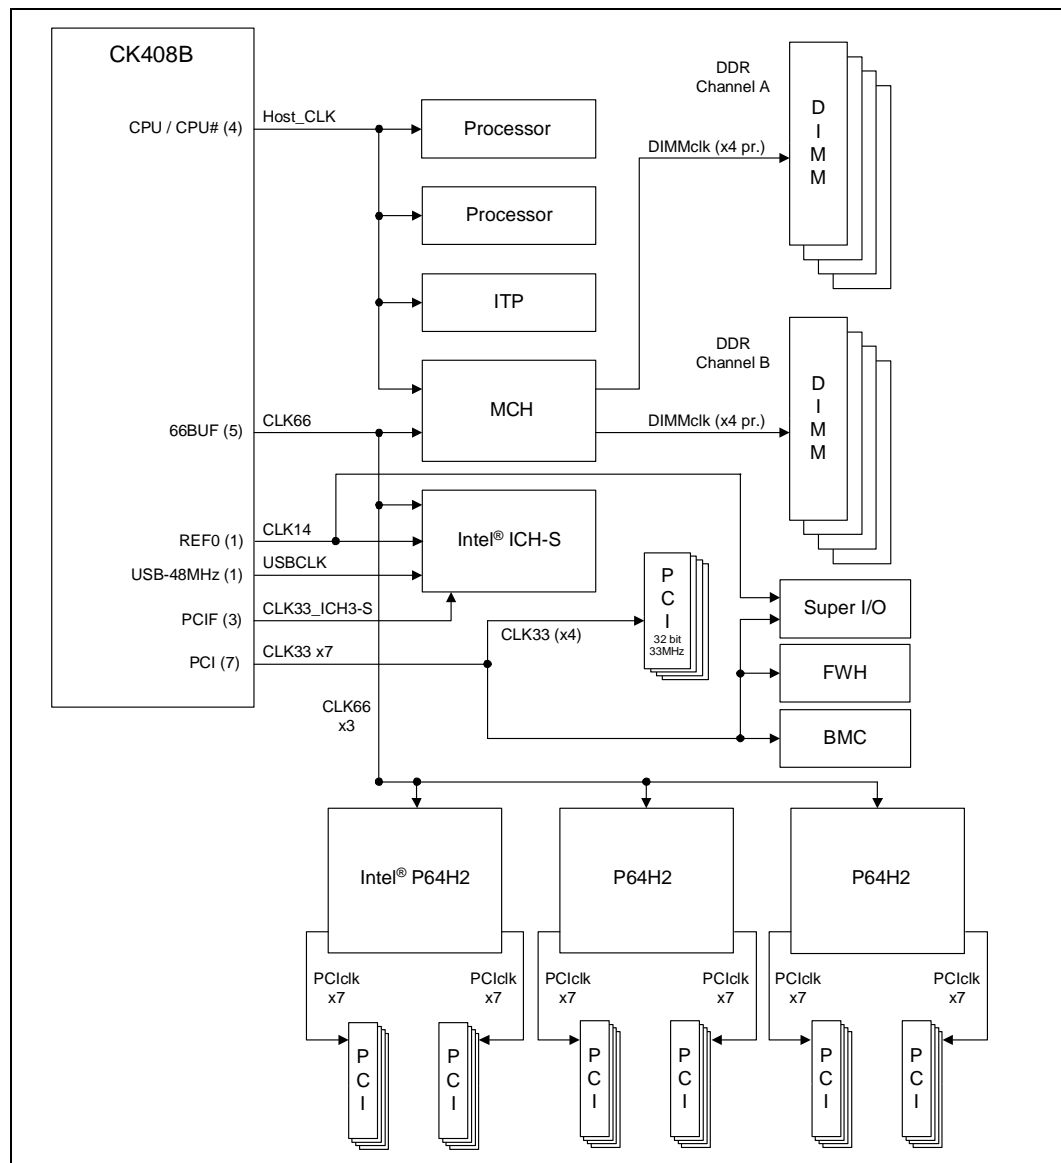 CK408B
CPU / CPU# (4)
Host_CLK
Processor
Processor
ITP
MCH
66BUF (5)
CLK66
REF0 (1)
CLK14
USB-48MHz (1)
USBCLK
PCIF (3)
CLK33_ICH3-S
PCI (7)
CLK33 x7
Intel® ICH-S
DDR
Channel A
DIMMclk (x4 pr.)
D
I
M
M
DDR
Channel B
DIMMclk (x4 pr.)
D
I
M
M
CLK33 (x4)
P
C
I
32 bit
33MHz
Super I/O
FWH
BMC
CLK66
x3
Intel® P64H2
P64H2
P64H2
PCIclk
x7
PCIclk
x7
PCIclk
x7
PCIclk
x7
PCIclk
x7
PCIclk
x7
P
C
I
P
C
I
P
C
I
P
C
I
P
C
I
P
C
I